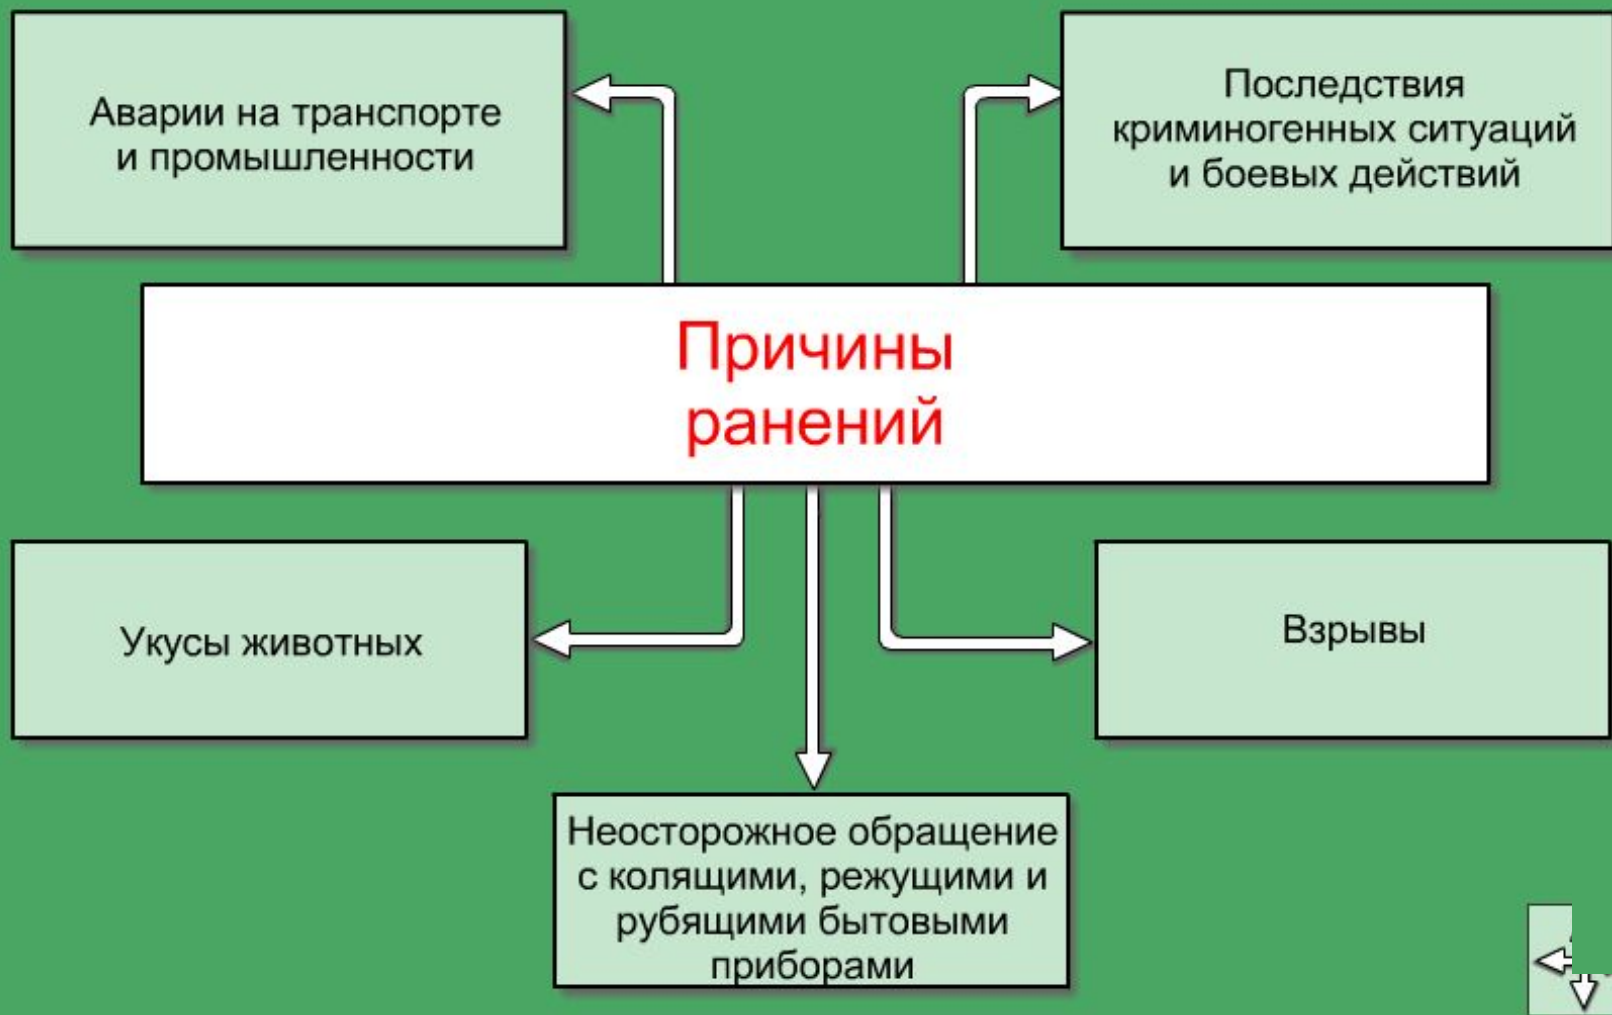 Аварии на транспорте
и промышленности
Последствия
криминогенных ситуаций
и боевых действий
Причины
ранений
Укусы животных
Взрывы
Неосторожное обращение
с колящими, режущими и
рубящими бытовыми
приборами